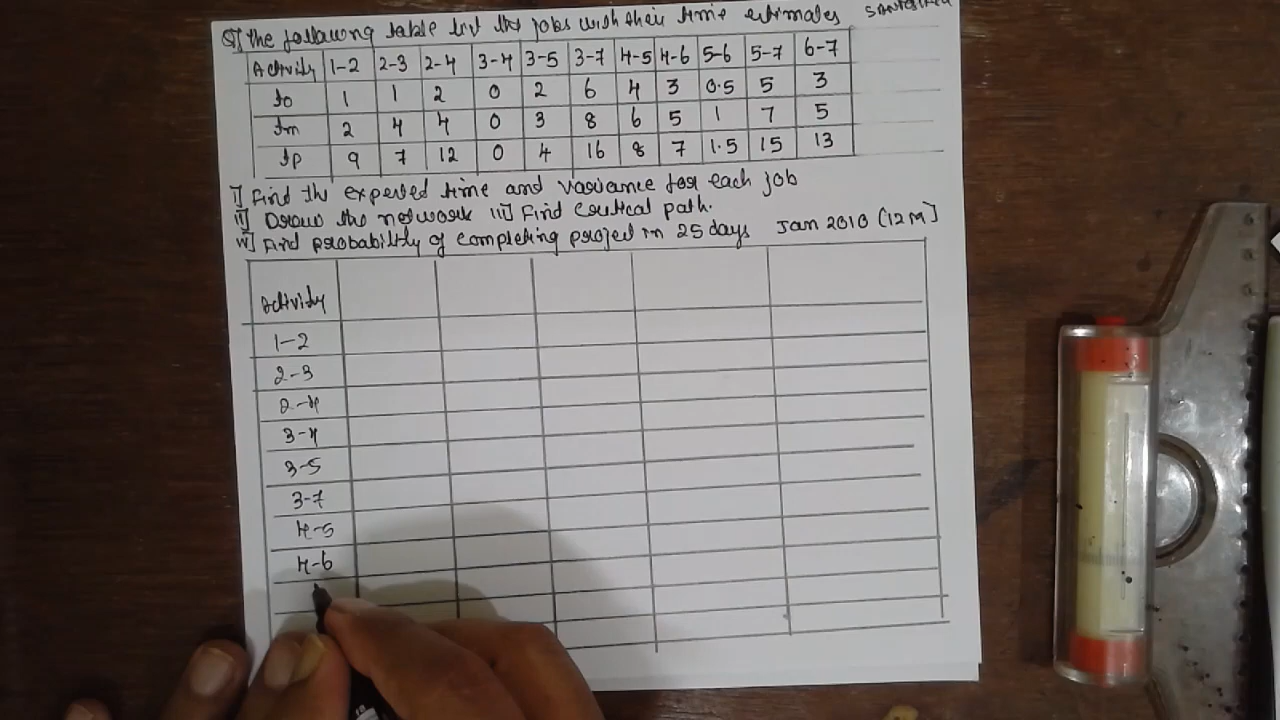 Q] The following table list the jobs with their time estimates
Activity 1-2 2-3 2-4 3-4 3-5 3-7 4-5 4-6 5-6 5-7 6-7
to 1 1 2 0 2 6 4 3 0.5 5 3
tm 2 4 4 0 3 8 6 5 1 7 5
tp 9 7 12 0 4 16 8 7 1.5 15 13
i] Find the expected time and variance for each job
ii] Draw the network iii] Find critical path.
iv] Find probability of completing project in 25 days Jan 2010 (12M]
Activity
1-2
2-3
2-4
3-4
3-5
3-7
4-5
4-6